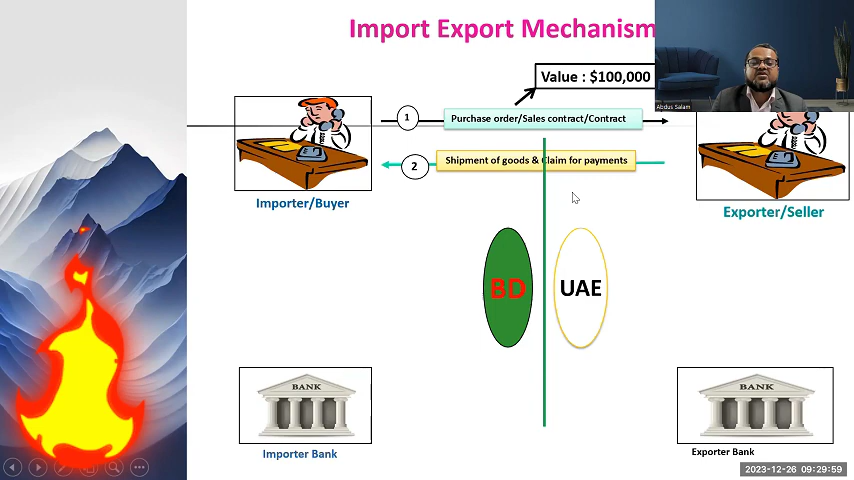 Import Export Mechanism
Value : $100,000
Abdus Salam
1
Purchase order/Sales contract/Contract
2
Shipment of goods & Claim for payments
Importer/Buyer
Exporter/Seller
BD
UAE
BANK
BANK
Importer Bank
Exporter Bank
2023-12-26 09:29:59